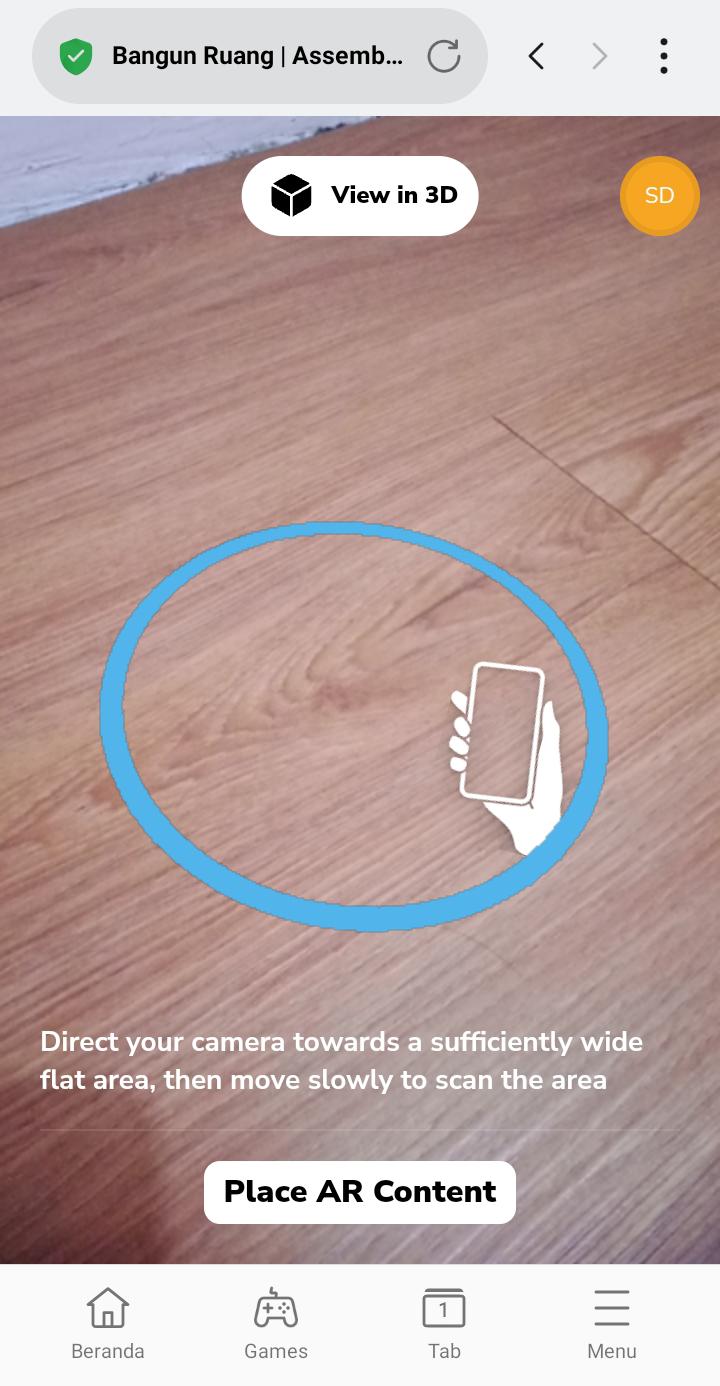 Bangun Ruang | Assemb...
View in 3D
SD
Direct your camera towards a sufficiently wide
flat area, then move slowly to scan the area
Place AR Content
1
Beranda
Games
Tab
Menu